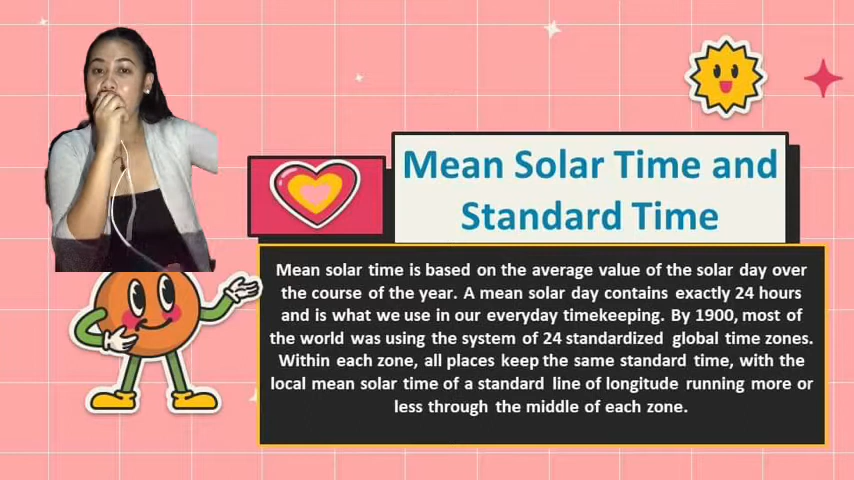 Mean Solar Time and
Standard Time
Mean solar time is based on the average value of the solar day over
the course of the year. A mean solar day contains exactly 24 hours
and is what we use in our everyday timekeeping. By 1900, most of
the world was using the system of 24 standardized global time zones.
Within each zone, all places keep the same standard time, with the
local mean solar time of a standard line of longitude running more or
less through the middle of each zone.